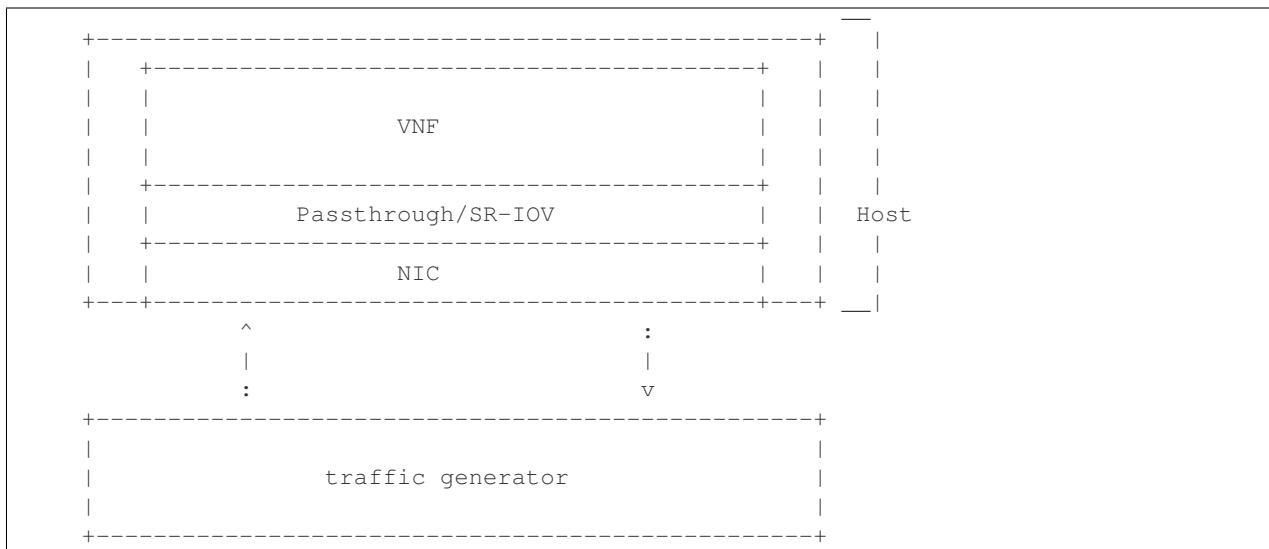 VNF
Passthrough/SR-IOV
Host
NIC
traffic generator